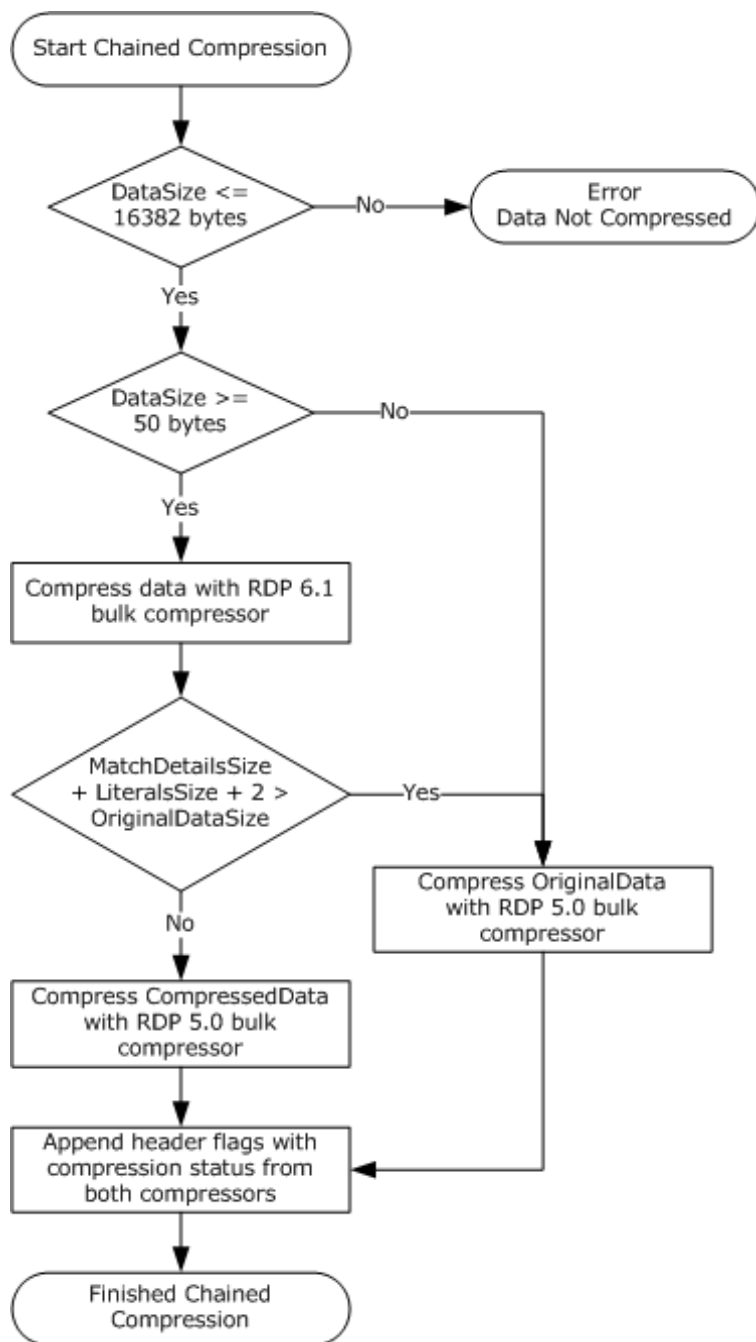 Start Chained Compression
DataSize <=
16382 bytes
No
Error
Data Not Compressed
Yes
DataSize >=
50 bytes
No
Yes
Compress data with RDP 6.1
bulk compressor
MatchDetailsSize
+ LiteralsSize + 2 >
OriginalDataSize
Yes
Compress OriginalData
with RDP 5.0 bulk
compressor
No
Compress CompressedData
with RDP 5.0 bulk
compressor
Append header flags with
compression status from
both compressors
Finished Chained
Compression